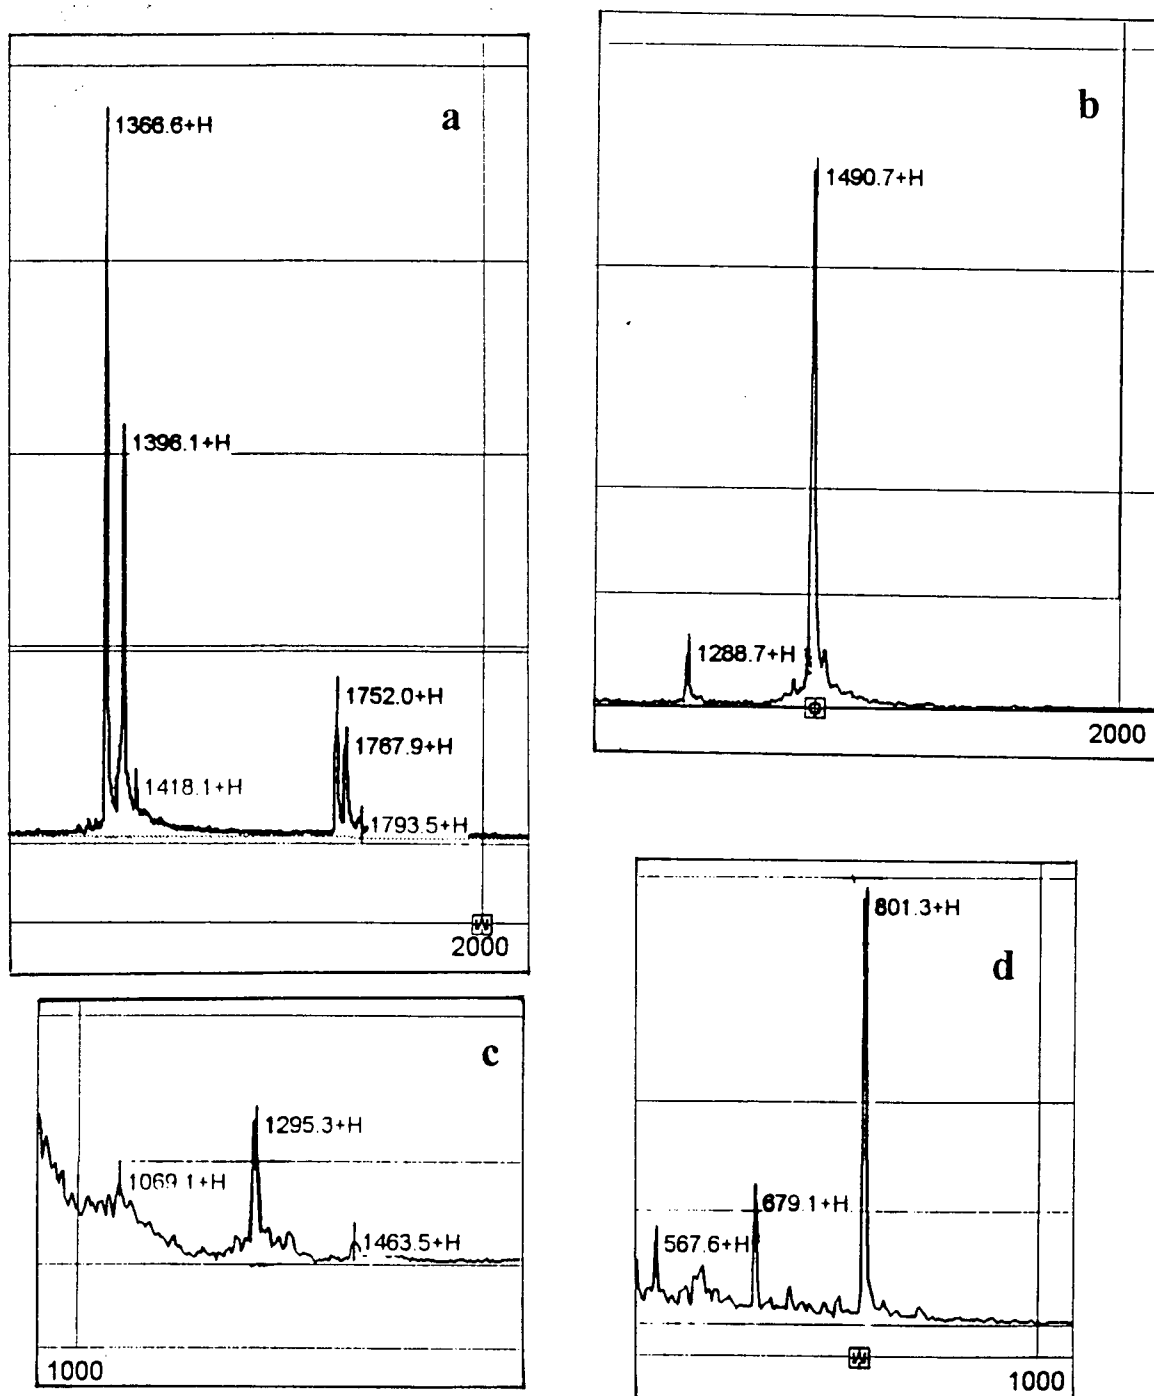 a
1366.6+H
1396.1+H
1752.0+H
1767.9+H
1418.1+H
1793.5+H
2000
b
1490.7+H
1288.7+H
2000
c
1295.3+H
1069.1+H
1463.5+H
1000
d
801.3+H
679.1+H
567.6+H
1000